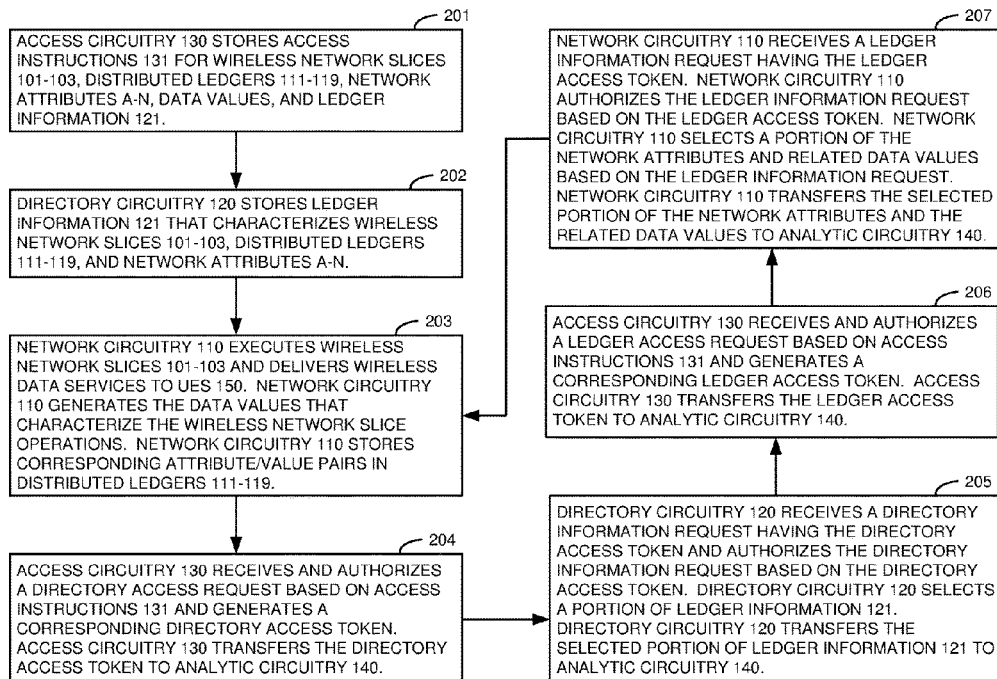 201
ACCESS CIRCUITRY 130 STORES ACCESS
INSTRUCTIONS 131 FOR WIRELESS NETWORK SLICES
101-103, DISTRIBUTED LEDGERS 111-119, NETWORK
ATTRIBUTES A-N, DATA VALUES, AND LEDGER
INFORMATION 121.
202
DIRECTORY CIRCUITRY 120 STORES LEDGER
INFORMATION 121 THAT CHARACTERIZES WIRELESS
NETWORK SLICES 101-103, DISTRIBUTED LEDGERS
111-119, AND NETWORK ATTRIBUTES A-N.
203
NETWORK CIRCUITRY 110 EXECUTES WIRELESS
NETWORK SLICES 101-103 AND DELIVERS WIRELESS
DATA SERVICES TO UES 150. NETWORK CIRCUITRY
110 GENERATES THE DATA VALUES THAT
CHARACTERIZE THE WIRELESS NETWORK SLICE
OPERATIONS. NETWORK CIRCUITRY 110 STORES
CORRESPONDING ATTRIBUTE/VALUE PAIRS IN
DISTRIBUTED LEDGERS 111-119.
204
ACCESS CIRCUITRY 130 RECEIVES AND AUTHORIZES
A DIRECTORY ACCESS REQUEST BASED ON ACCESS
INSTRUCTIONS 131 AND GENERATES A
CORRESPONDING DIRECTORY ACCESS TOKEN.
ACCESS CIRCUITRY 130 TRANSFERS THE DIRECTORY
ACCESS TOKEN TO ANALYTIC CIRCUITRY 140.
205
DIRECTORY CIRCUITRY 120 RECEIVES A DIRECTORY
INFORMATION REQUEST HAVING THE DIRECTORY
ACCESS TOKEN AND AUTHORIZES THE DIRECTORY
INFORMATION REQUEST BASED ON THE DIRECTORY
ACCESS TOKEN. DIRECTORY CIRCUITRY 120 SELECTS
A PORTION OF LEDGER INFORMATION 121.
DIRECTORY CIRCUITRY 120 TRANSFERS THE
SELECTED PORTION OF LEDGER INFORMATION 121 TO
ANALYTIC CIRCUITRY 140.
206
ACCESS CIRCUITRY 130 RECEIVES AND AUTHORIZES
A LEDGER ACCESS REQUEST BASED ON ACCESS
INSTRUCTIONS 131 AND GENERATES A
CORRESPONDING LEDGER ACCESS TOKEN. ACCESS
CIRCUITRY 130 TRANSFERS THE LEDGER ACCESS
TOKEN TO ANALYTIC CIRCUITRY 140.
207
NETWORK CIRCUITRY 110 RECEIVES A LEDGER
INFORMATION REQUEST HAVING THE LEDGER
ACCESS TOKEN. NETWORK CIRCUITRY 110
AUTHORIZES THE LEDGER INFORMATION REQUEST
BASED ON THE LEDGER ACCESS TOKEN. NETWORK
CIRCUITRY 110 SELECTS A PORTION OF THE
NETWORK ATTRIBUTES AND RELATED DATA VALUES
BASED ON THE LEDGER INFORMATION REQUEST.
NETWORK CIRCUITRY 110 TRANSFERS THE SELECTED
PORTION OF THE NETWORK ATTRIBUTES AND THE
RELATED DATA VALUES TO ANALYTIC CIRCUITRY 140.